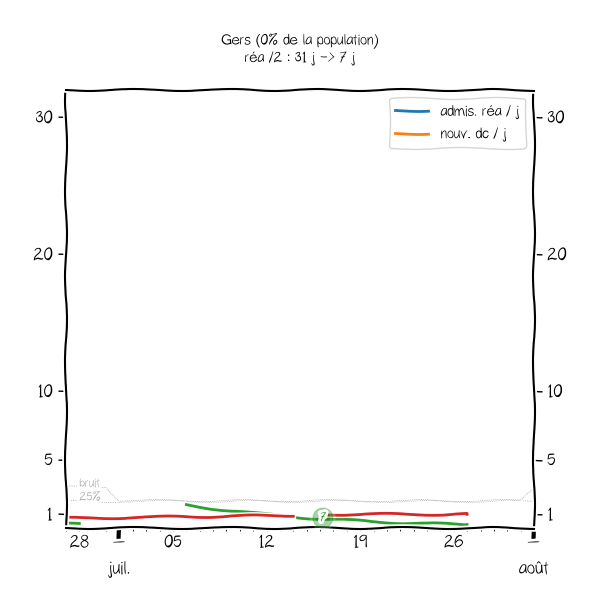 Gers (0% de la population)
réa /2 : 31 j -> 7 j
admis. réa / j
nouv. dc / j
30
30
20
20
10
10
5
5
bruit
25%
1
1
7
28
05
12
19
26
juil.
août